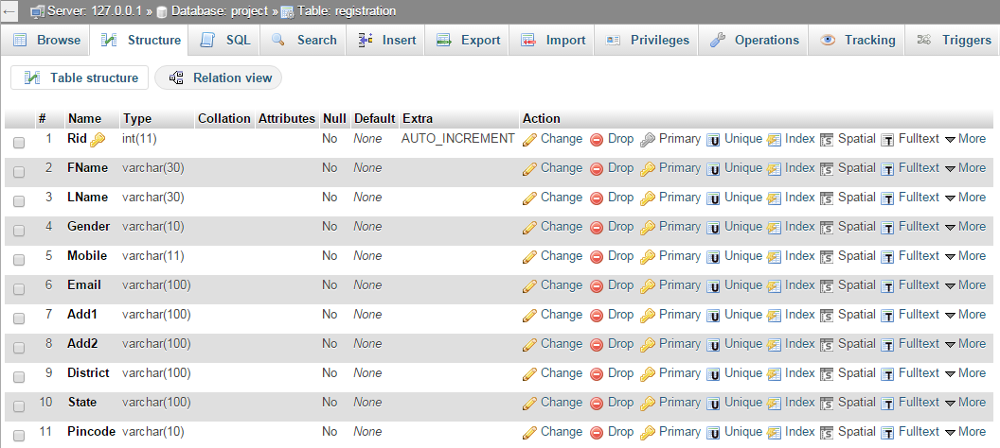 ← Server: 127.0.0.1 » Database: project » Table: registration
Browse Structure SQL Search Insert Export Import Privileges Operations Tracking Triggers
Table structure Relation view
# Name Type Collation Attributes Null Default Extra Action
1 Rid int(11) No None AUTO_INCREMENT Change Drop Primary U Unique Index S Spatial T Fulltext More
2 FName varchar(30) No None Change Drop Primary U Unique Index S Spatial T Fulltext More
3 LName varchar(30) No None Change Drop Primary U Unique Index S Spatial T Fulltext More
4 Gender varchar(10) No None Change Drop Primary U Unique Index S Spatial T Fulltext More
5 Mobile varchar(11) No None Change Drop Primary U Unique Index S Spatial T Fulltext More
6 Email varchar(100) No None Change Drop Primary U Unique Index S Spatial T Fulltext More
7 Add1 varchar(100) No None Change Drop Primary U Unique Index S Spatial T Fulltext More
8 Add2 varchar(100) No None Change Drop Primary U Unique Index S Spatial T Fulltext More
9 District varchar(100) No None Change Drop Primary U Unique Index S Spatial T Fulltext More
10 State varchar(100) No None Change Drop Primary U Unique Index S Spatial T Fulltext More
11 Pincode varchar(10) No None Change Drop Primary U Unique Index S Spatial T Fulltext More